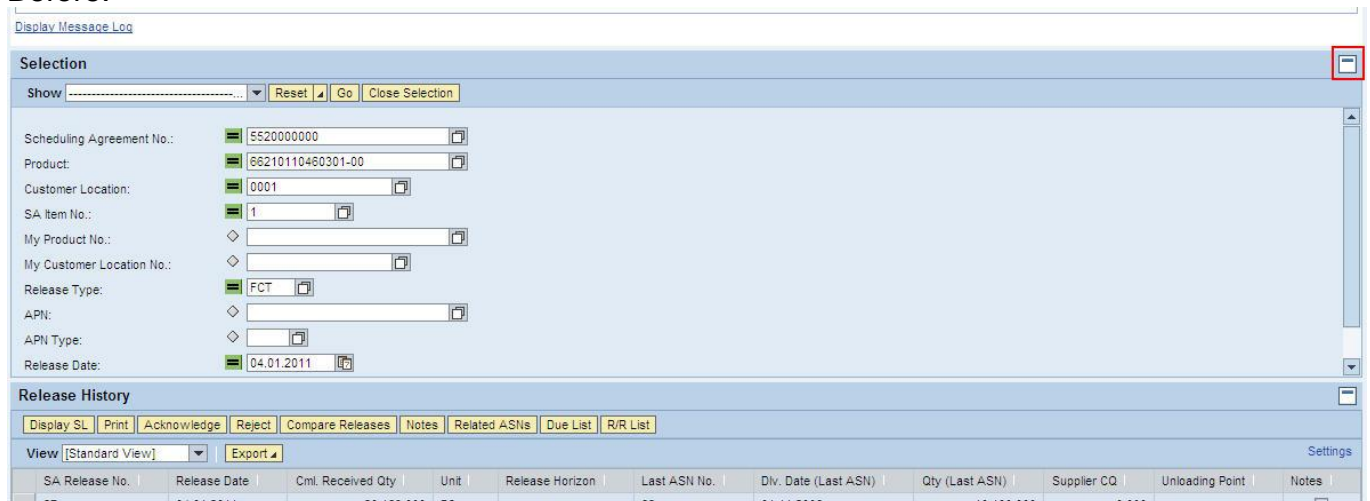 Display Message Log
Selection
Show ------------------------------------... Reset Go Close Selection
Scheduling Agreement No.: 5520000000
Product: 66210110460301-00
Customer Location: 0001
SA Item No.: 1
My Product No.:
My Customer Location No.:
Release Type: FCT
APN:
APN Type:
Release Date: 04.01.2011
Release History
Display SL Print Acknowledge Reject Compare Releases Notes Related ASNs Due List R/R List
View [Standard View] Export Settings
SA Release No. Release Date Cml. Received Qty Unit Release Horizon Last ASN No. Dlv. Date (Last ASN) Qty (Last ASN) Supplier CQ Unloading Point Notes